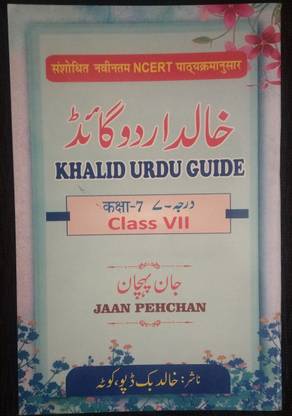 संशोधित नवीनतम NCERT पाठ्यक्रमानुसार
خالد اردو گائڈ
KHALID URDU GUIDE
कक्षा-7 درجہ-۷
Class VII
جان پہچان
JAAN PEHCHAN
ناشر: خالد بک ڈپو، کوٹہ